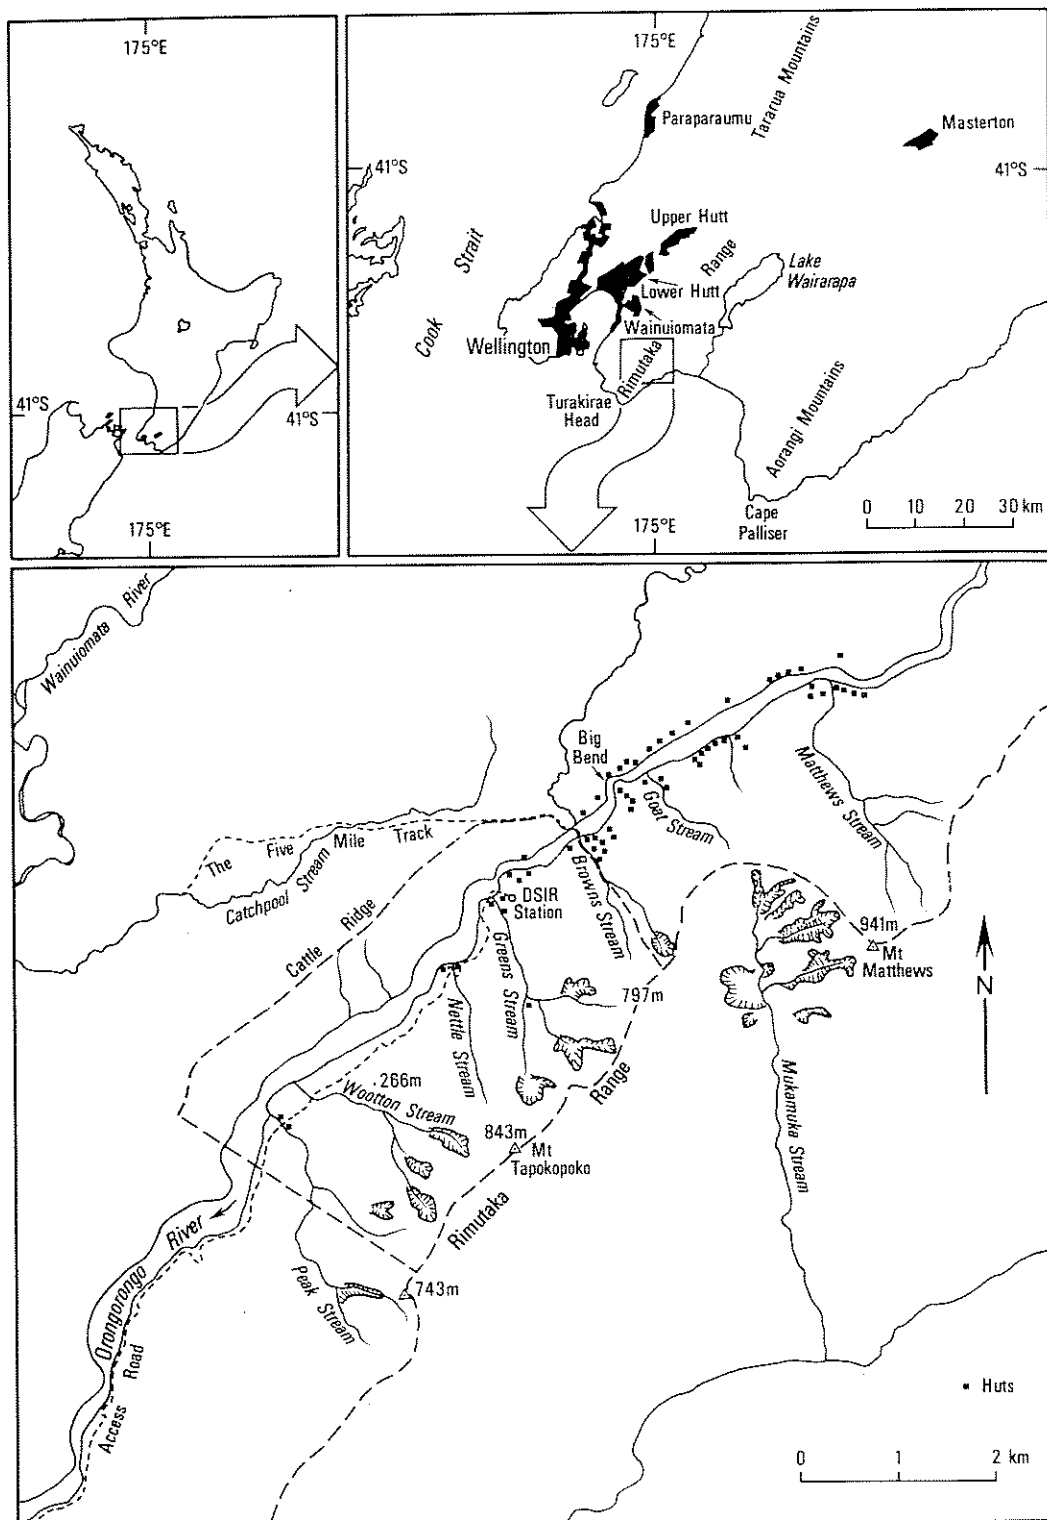 175°E
41°S
41°S
175°E
175°E
Tararua Mountains
Paraparaumu
Masterton
41°S
41°S
Upper Hutt
Cook Strait
Range
Lake
Wairarapa
Lower Hutt
Wainuiomata
Wellington
Rimutaka
Turakirae
Head
Aorangi Mountains
175°E
Cape
Palliser
0 10 20 30 km
Wainuiomata River
Big
Bend
Matthews Stream
Goat Stream
The Five Mile Track
Catchpool Stream
Browns Stream
DSIR
Station
Cattle Ridge
Greens Stream
941m
Mt
Matthews
797m
N
Nettle Stream
266m
Wootton Stream
Range
843m
Mt
Tapokopoko
Mukamuka Stream
Rimutaka
Orongorongo River
743m
Peak Stream
Access Road
Huts
0 1 2 km